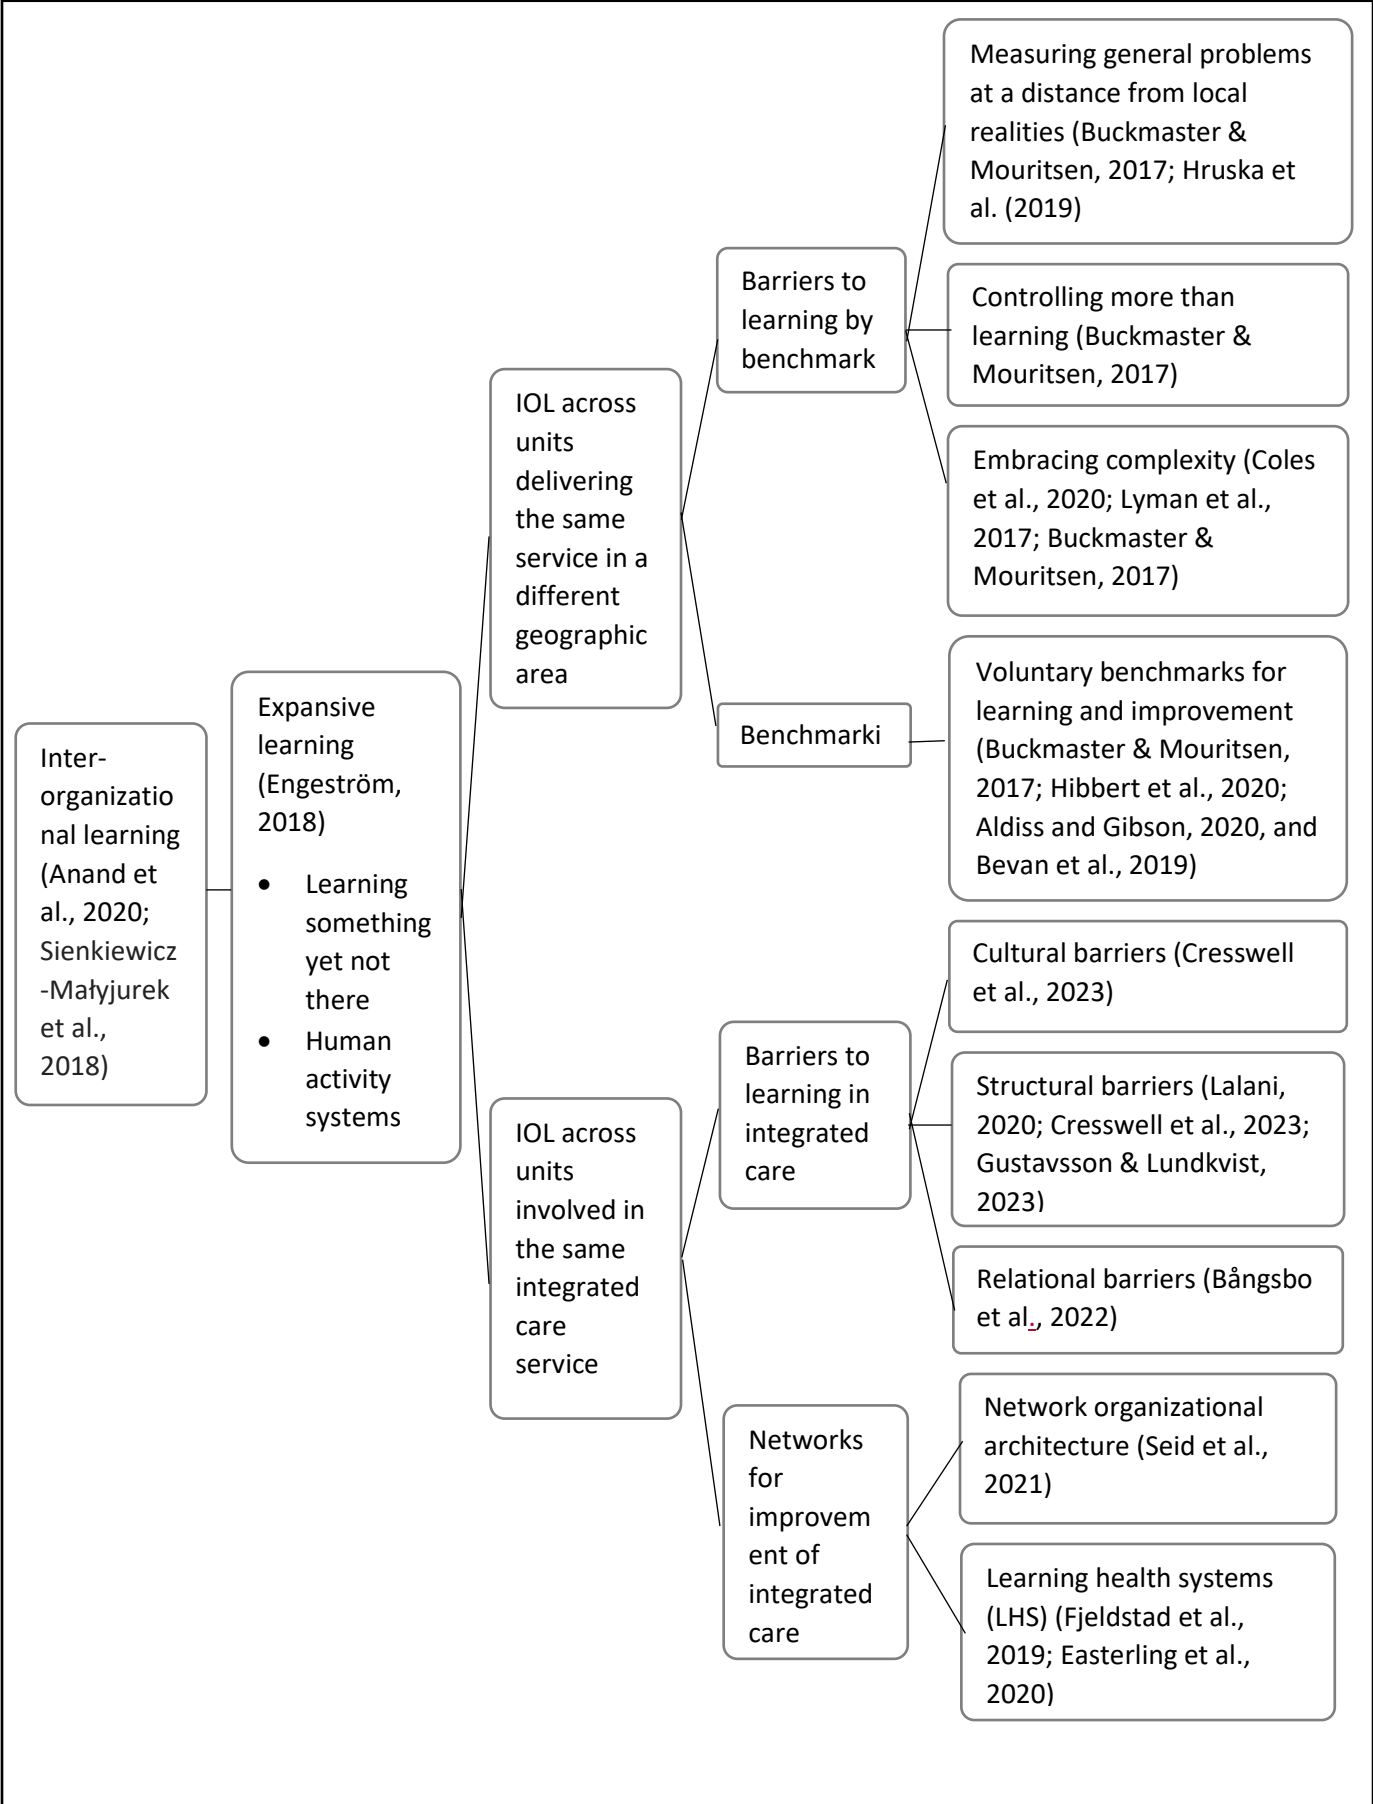 Inter-
organizatio
nal learning
(Anand et
al., 2020;
Sienkiewicz
-Małyjurek
et al.,
2018)
Expansive
learning
(Engeström,
2018)
• Learning
something
yet not
there
• Human
activity
systems
IOL across
units
delivering
the same
service in a
different
geographic
area
Barriers to
learning by
benchmark
Measuring general problems
at a distance from local
realities (Buckmaster &
Mouritsen, 2017; Hruska et
al. (2019)
Controlling more than
learning (Buckmaster &
Mouritsen, 2017)
Embracing complexity (Coles
et al., 2020; Lyman et al.,
2017; Buckmaster &
Mouritsen, 2017)
Benchmarki
Voluntary benchmarks for
learning and improvement
(Buckmaster & Mouritsen,
2017; Hibbert et al., 2020;
Aldiss and Gibson, 2020, and
Bevan et al., 2019)
IOL across
units
involved in
the same
integrated
care
service
Barriers to
learning in
integrated
care
Cultural barriers (Cresswell
et al., 2023)
Structural barriers (Lalani,
2020; Cresswell et al., 2023;
Gustavsson & Lundkvist,
2023)
Relational barriers (Bångsbo
et al., 2022)
Networks
for
improvem
ent of
integrated
care
Network organizational
architecture (Seid et al.,
2021)
Learning health systems
(LHS) (Fjeldstad et al.,
2019; Easterling et al.,
2020)